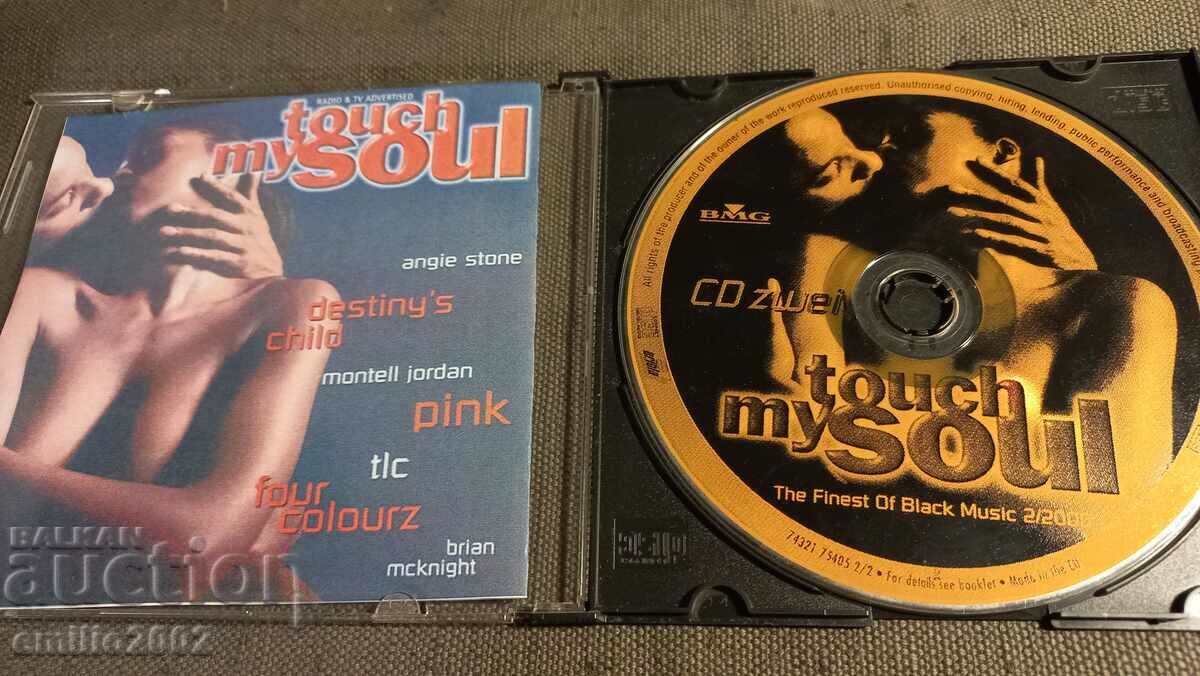 RADIO & TV ADVERTISED
touch
my soul
angie stone
destiny's
child
montell jordan
pink
tlc
four
colourz
brian
mcknight
BALKAN
auction
emilio2002
All rights of the producer and of the owner of the work reproduced reserved. Unauthorised copying, hiring, lending, public performance and broadcasting
BMG
CD zwei
touch
my soul
The Finest Of Black Music 2/200
74321 75405 2/2 • For details see booklet • Made in the EU